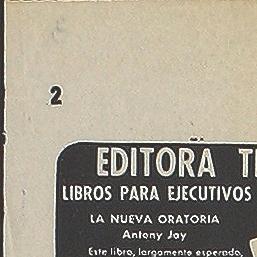 2
EDITORA
LIBROS PARA EJECUTIVOS
LA NUEVA ORATORIA
Antony Jay
Este libro, largamente esperado,